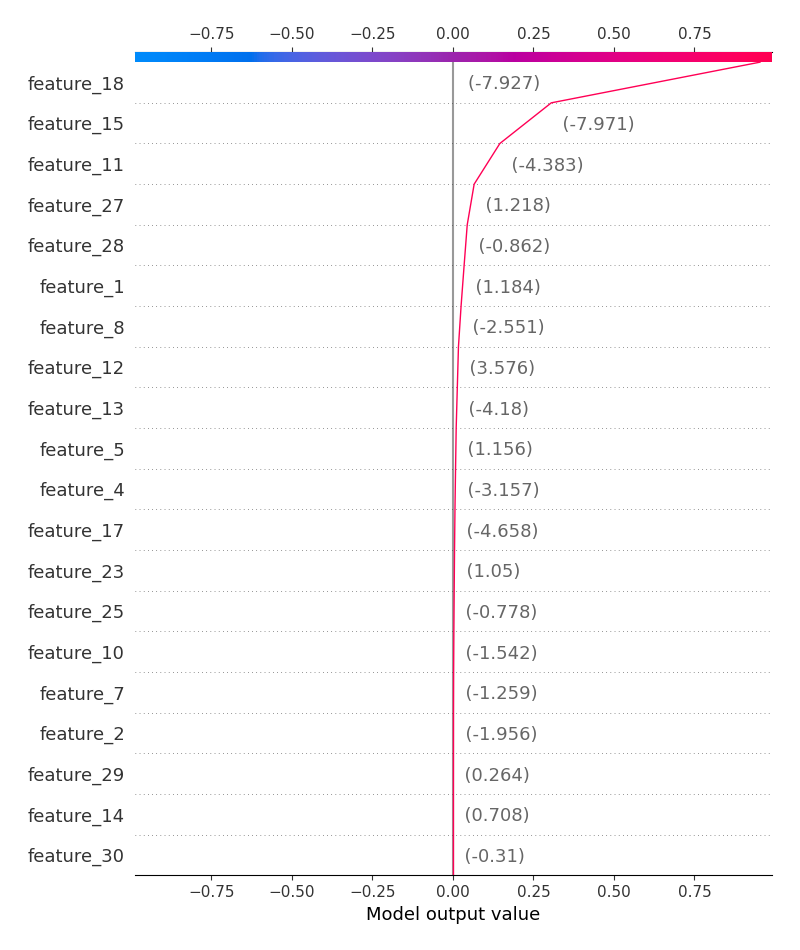 −0.75 −0.50 −0.25 0.00 0.25 0.50 0.75
feature_18 (-7.927)
feature_15 (-7.971)
feature_11 (-4.383)
feature_27 (1.218)
feature_28 (-0.862)
feature_1 (1.184)
feature_8 (-2.551)
feature_12 (3.576)
feature_13 (-4.18)
feature_5 (1.156)
feature_4 (-3.157)
feature_17 (-4.658)
feature_23 (1.05)
feature_25 (-0.778)
feature_10 (-1.542)
feature_7 (-1.259)
feature_2 (-1.956)
feature_29 (0.264)
feature_14 (0.708)
feature_30 (-0.31)
−0.75 −0.50 −0.25 0.00 0.25 0.50 0.75
Model output value